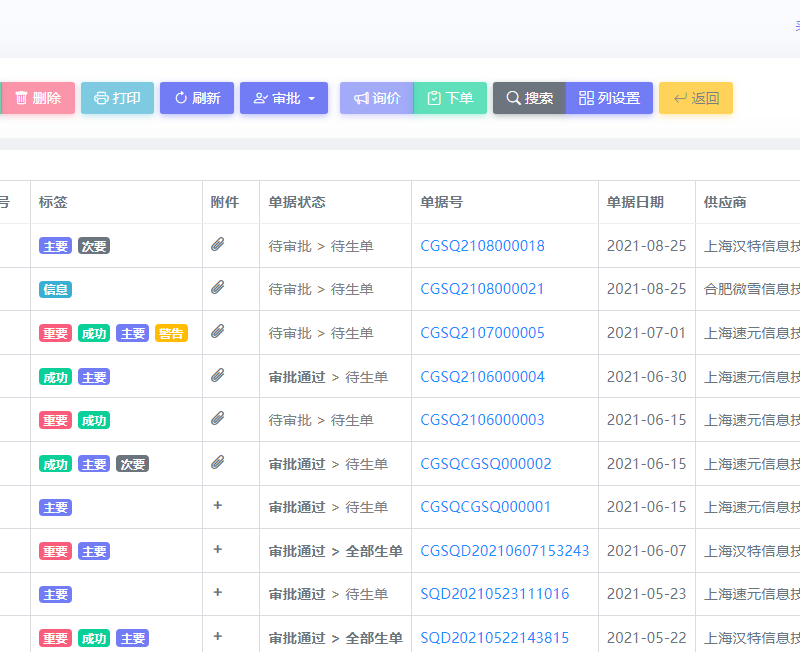 删除 打印 刷新 审批 询价 下单 搜索 列设置 返回
号 标签 附件 单据状态 单据号 单据日期 供应商
主要 次要 待审批 > 待生单 CGSQ2108000018 2021-08-25 上海汉特信息技
信息 待审批 > 待生单 CGSQ2108000021 2021-08-25 合肥微雪信息技
重要 成功 主要 警告 待审批 > 待生单 CGSQ2107000005 2021-07-01 上海速元信息技
成功 主要 审批通过 > 待生单 CGSQ2106000004 2021-06-30 上海速元信息技
重要 成功 待审批 > 待生单 CGSQ2106000003 2021-06-15 上海速元信息技
成功 主要 次要 审批通过 > 待生单 CGSQCGSQ000002 2021-06-15 上海速元信息技
主要 + 审批通过 > 待生单 CGSQCGSQ000001 2021-06-15 上海速元信息技
重要 主要 + 审批通过 > 全部生单 CGSQD20210607153243 2021-06-07 上海汉特信息技
主要 + 审批通过 > 待生单 SQD20210523111016 2021-05-23 上海速元信息技
重要 成功 主要 + 审批通过 > 全部生单 SQD20210522143815 2021-05-22 上海汉特信息技